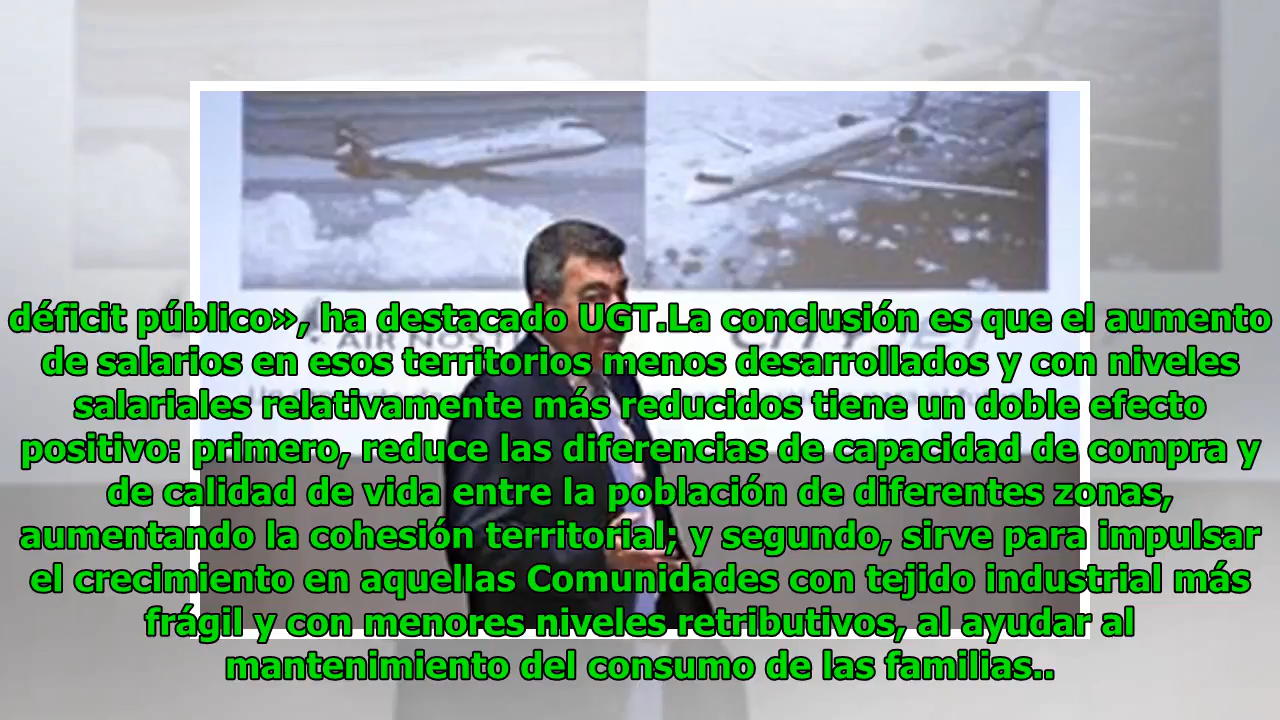 déficit público», ha destacado UGT.La conclusión es que el aumento
de salarios en esos territorios menos desarrollados y con niveles
salariales relativamente más reducidos tiene un doble efecto
positivo: primero, reduce las diferencias de capacidad de compra y
de calidad de vida entre la población de diferentes zonas,
aumentando la cohesión territorial; y segundo, sirve para impulsar
el crecimiento en aquellas Comunidades con tejido industrial más
frágil y con menores niveles retributivos, al ayudar al
mantenimiento del consumo de las familias..
AIR